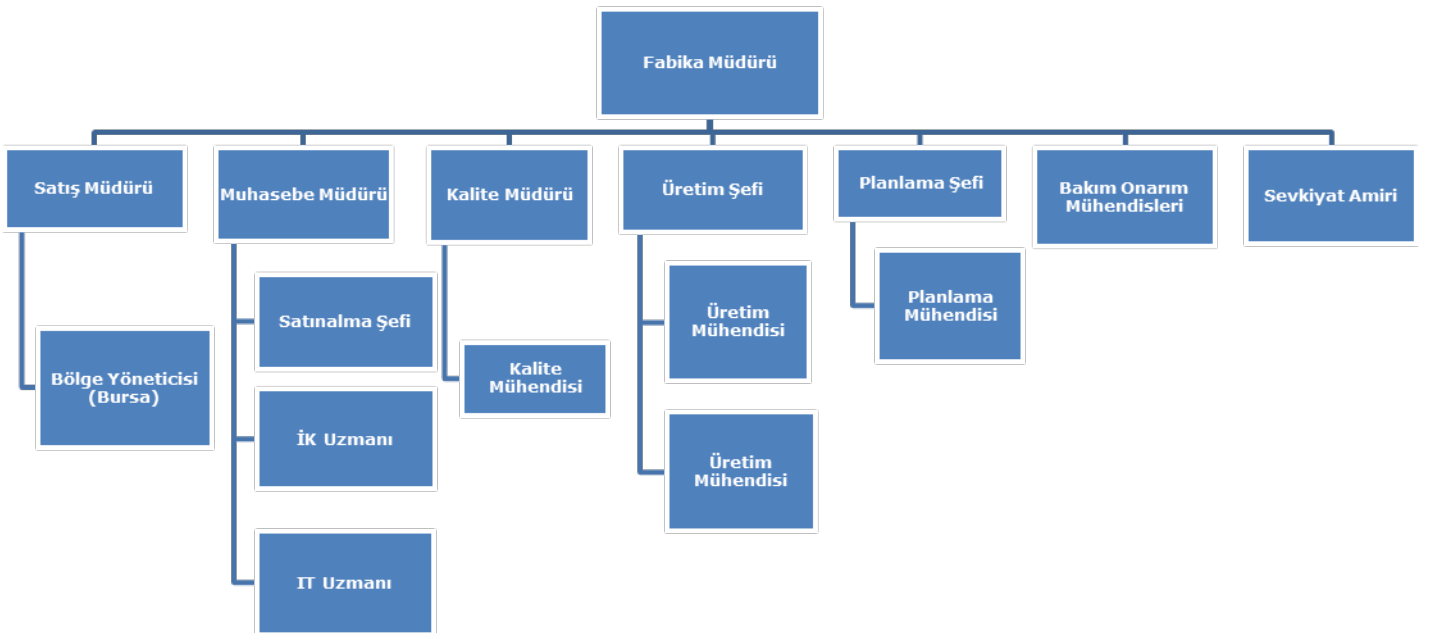 Fabika Müdürü
Satış Müdürü
Muhasebe Müdürü
Kalite Müdürü
Üretim Şefi
Planlama Şefi
Bakım Onarım
Mühendisleri
Sevkiyat Amiri
Bölge Yöneticisi
(Bursa)
Satınalma Şefi
İK Uzmanı
IT Uzmanı
Kalite
Mühendisi
Üretim
Mühendisi
Üretim
Mühendisi
Planlama
Mühendisi